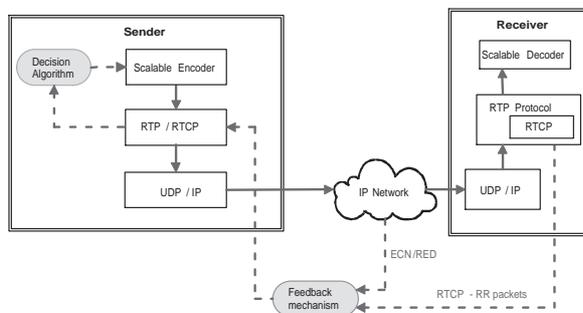 Sender
Decision
Algorithm
Scalable Encoder
RTP / RTCP
UDP / IP
IP Network
ECN/RED
Feedback
mechanism
RTCP - RR packets
Receiver
Scalable Decoder
RTP Protocol
RTCP
UDP / IP